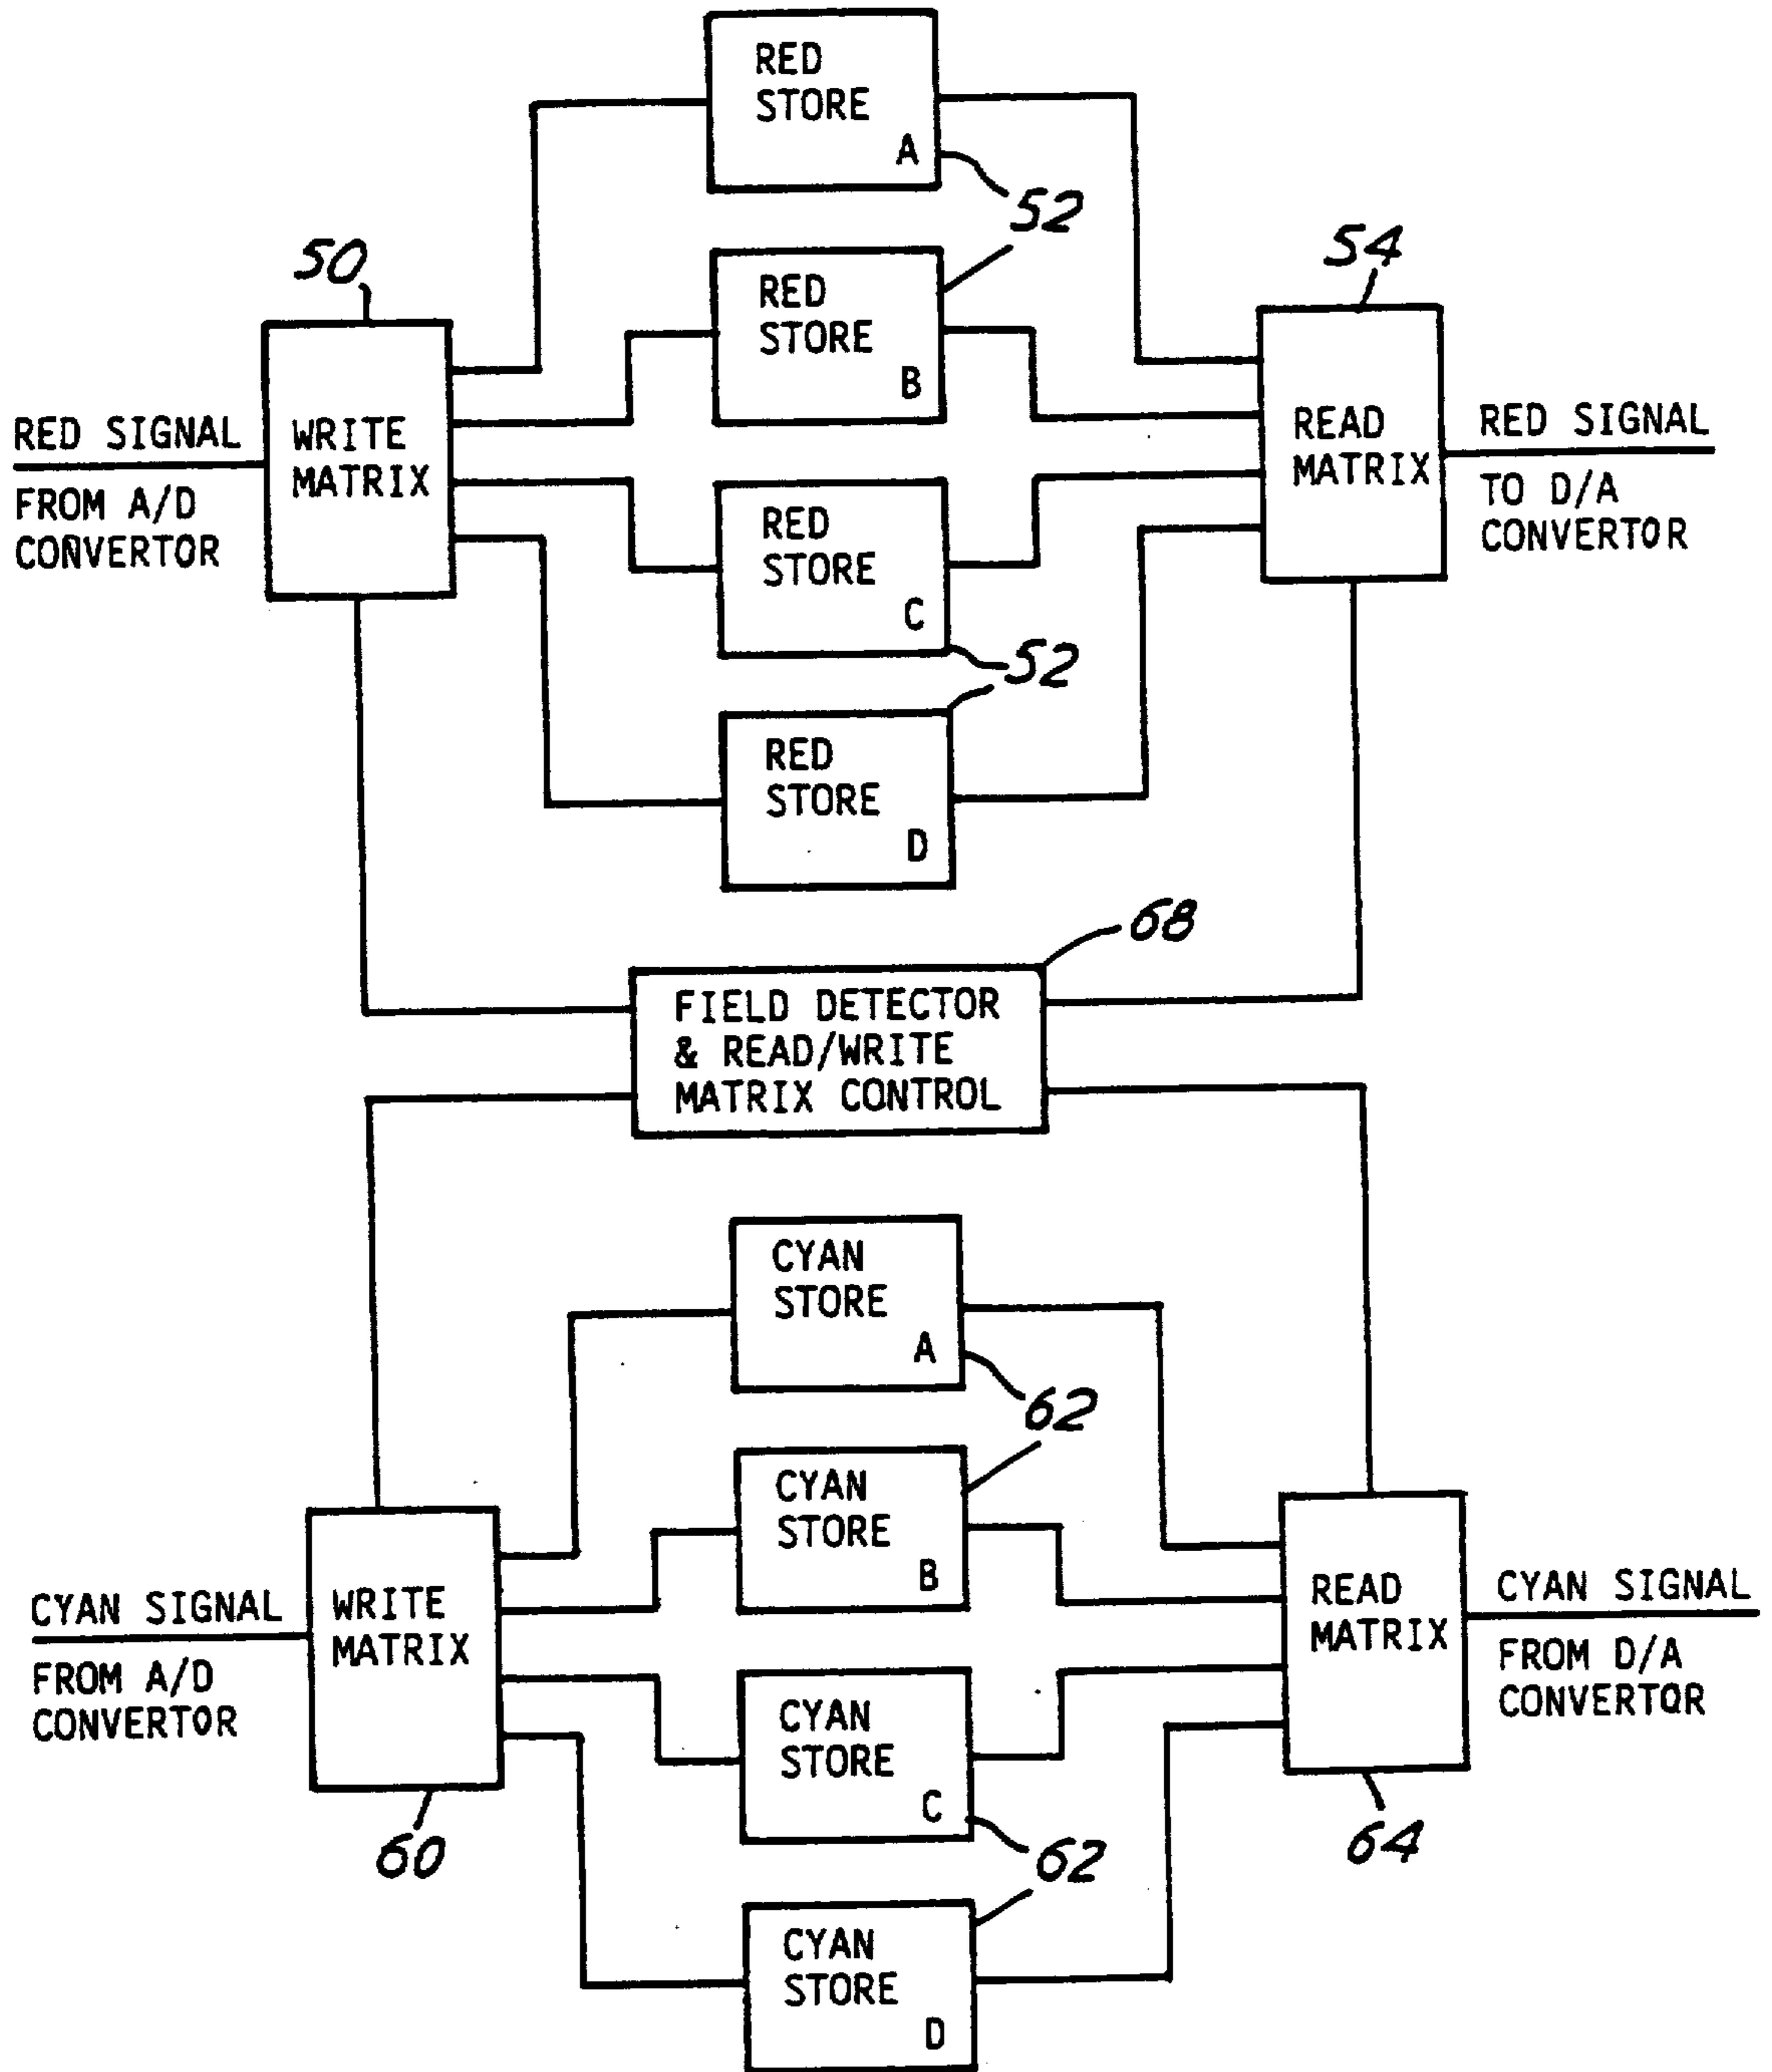 RED
STORE
A
52
50
RED
STORE
B
54
RED SIGNAL
FROM A/D
CONVERTOR
WRITE
MATRIX
READ
MATRIX
RED SIGNAL
TO D/A
CONVERTOR
RED
STORE
C
52
RED
STORE
D
68
FIELD DETECTOR
& READ/WRITE
MATRIX CONTROL
CYAN
STORE
A
62
CYAN
STORE
B
CYAN SIGNAL
FROM A/D
CONVERTOR
WRITE
MATRIX
READ
MATRIX
CYAN SIGNAL
FROM D/A
CONVERTOR
CYAN
STORE
C
60
62
64
CYAN
STORE
D